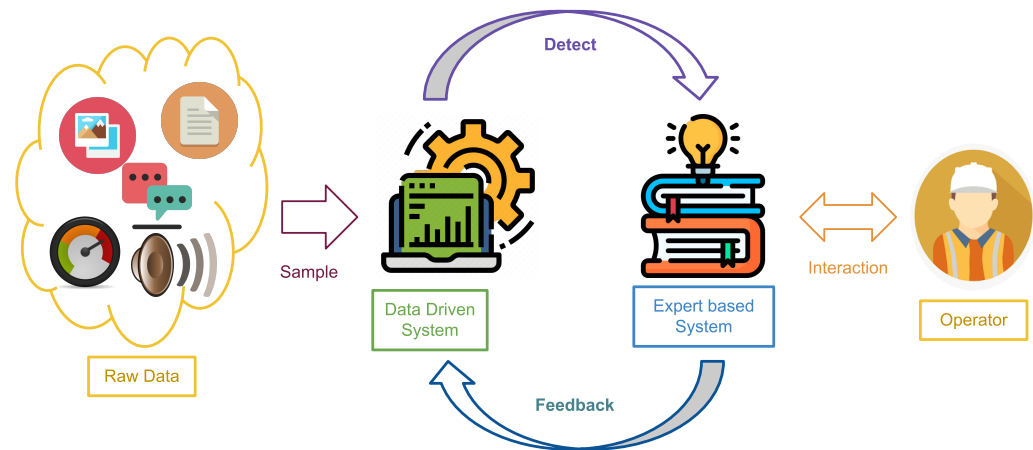 Detect
Sample
Interaction
Data Driven
System
Expert based
System
Operator
Raw Data
Feedback